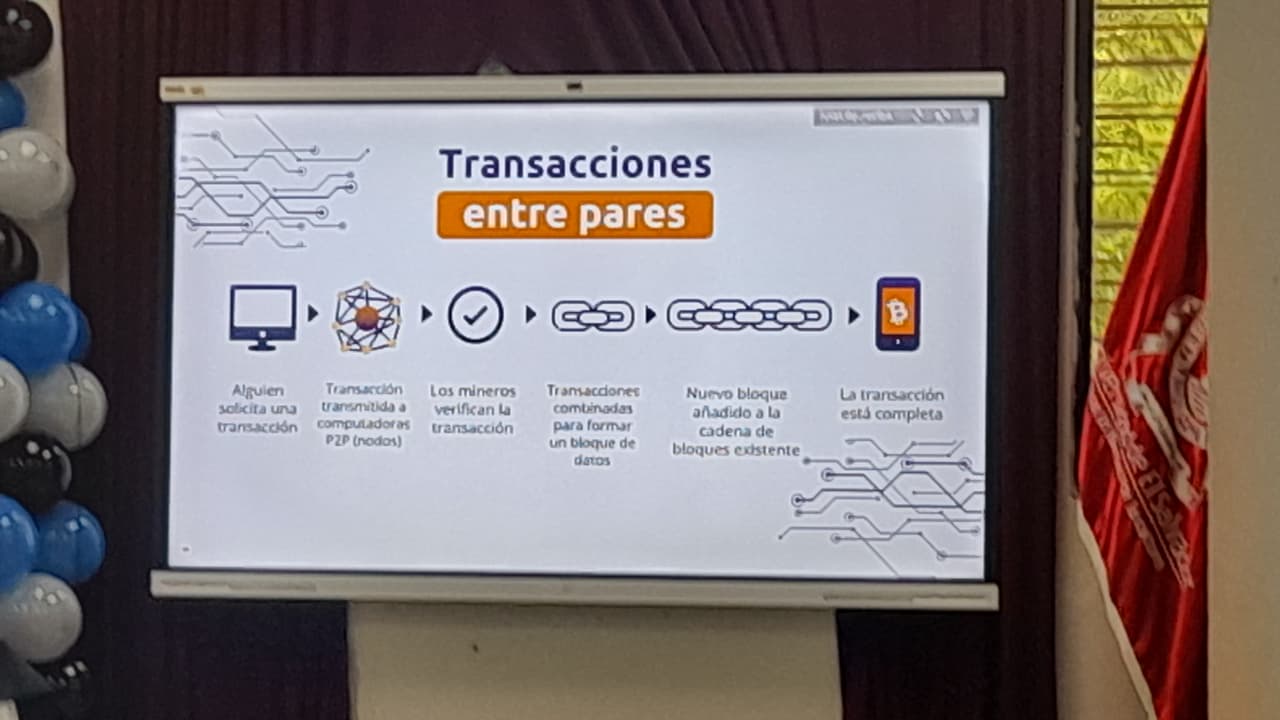 Transacciones
entre pares
Alguien
solicita una
transacción
Transacción
transmitida a
computadoras
P2P (nodos)
Los mineros
verifican la
transacción
Transacciones
combinadas
para formar
un bloque de
datos
Nuevo bloque
añadido a la
cadena de
bloques existente
La transacción
está completa